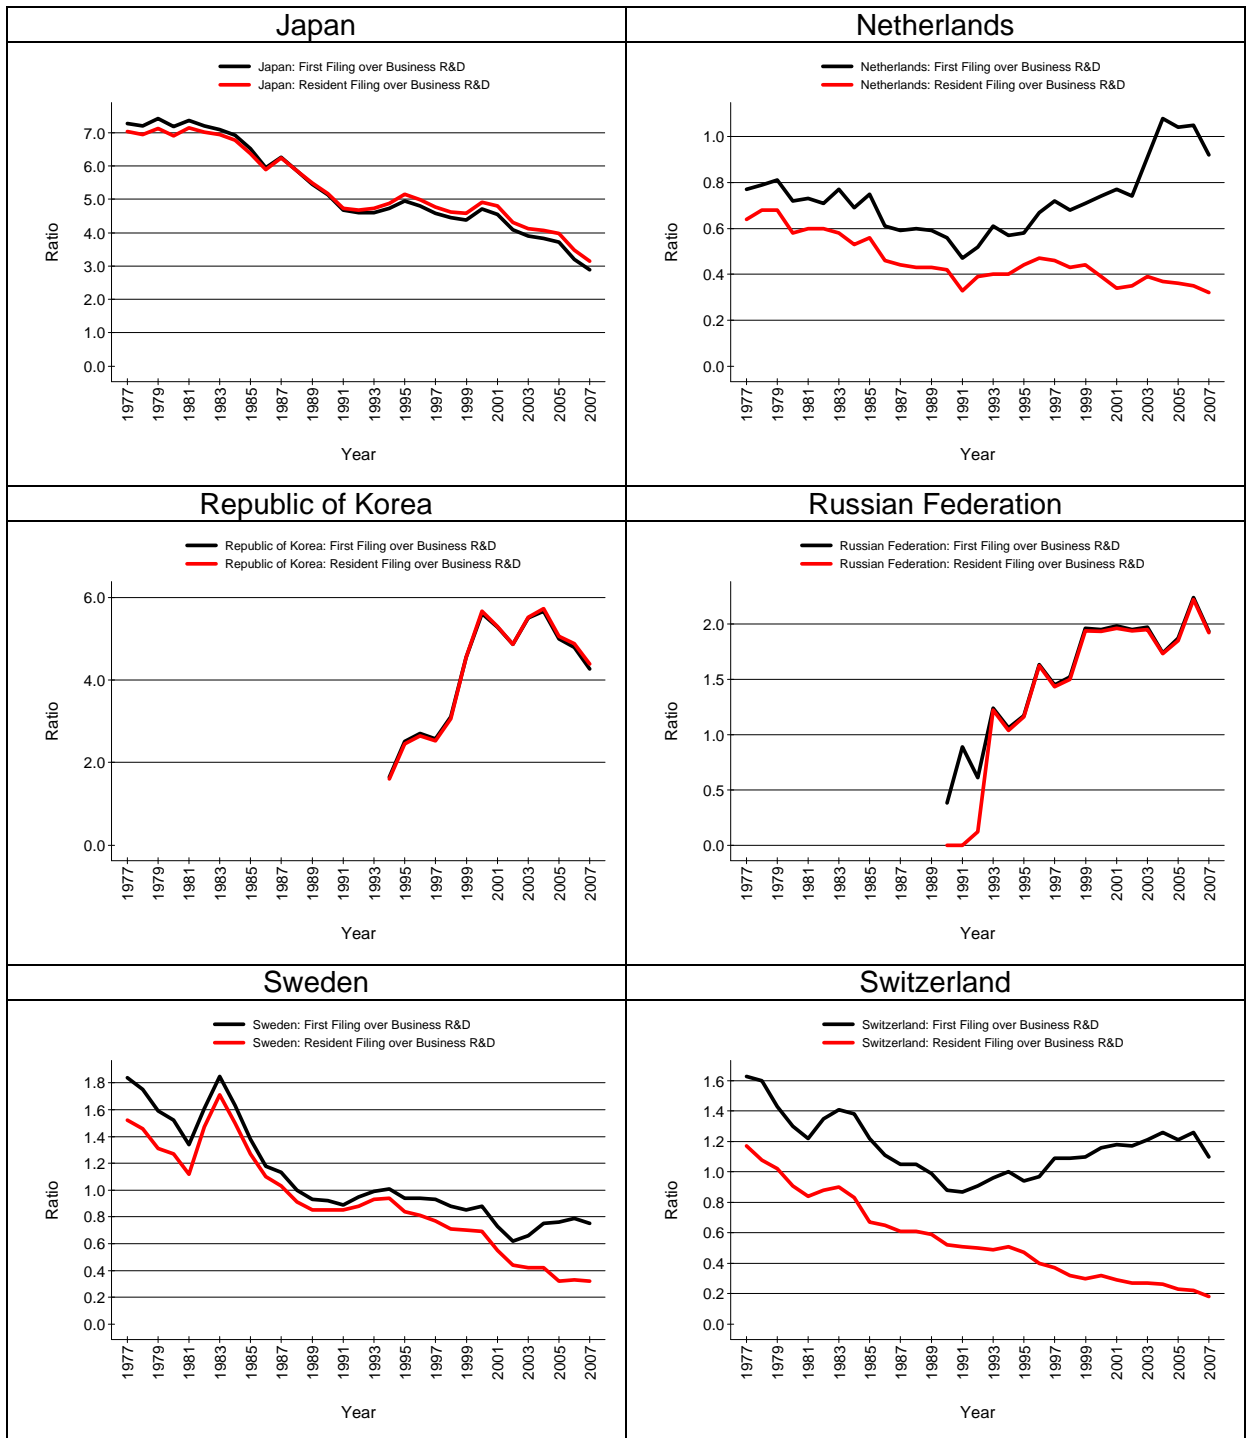 Japan
Japan: First Filing over Business R&D
Japan: Resident Filing over Business R&D
Ratio
7.0
6.0
5.0
4.0
3.0
2.0
1.0
0.0
1977 1979 1981 1983 1985 1987 1989 1991 1993 1995 1997 1999 2001 2003 2005 2007
Year
Netherlands
Netherlands: First Filing over Business R&D
Netherlands: Resident Filing over Business R&D
Ratio
1.0
0.8
0.6
0.4
0.2
0.0
1977 1979 1981 1983 1985 1987 1989 1991 1993 1995 1997 1999 2001 2003 2005 2007
Year
Republic of Korea
Republic of Korea: First Filing over Business R&D
Republic of Korea: Resident Filing over Business R&D
Ratio
6.0
4.0
2.0
0.0
1977 1979 1981 1983 1985 1987 1989 1991 1993 1995 1997 1999 2001 2003 2005 2007
Year
Russian Federation
Russian Federation: First Filing over Business R&D
Russian Federation: Resident Filing over Business R&D
Ratio
2.0
1.5
1.0
0.5
0.0
1977 1979 1981 1983 1985 1987 1989 1991 1993 1995 1997 1999 2001 2003 2005 2007
Year
Sweden
Sweden: First Filing over Business R&D
Sweden: Resident Filing over Business R&D
Ratio
1.8
1.6
1.4
1.2
1.0
0.8
0.6
0.4
0.2
0.0
1977 1979 1981 1983 1985 1987 1989 1991 1993 1995 1997 1999 2001 2003 2005 2007
Year
Switzerland
Switzerland: First Filing over Business R&D
Switzerland: Resident Filing over Business R&D
Ratio
1.6
1.4
1.2
1.0
0.8
0.6
0.4
0.2
0.0
1977 1979 1981 1983 1985 1987 1989 1991 1993 1995 1997 1999 2001 2003 2005 2007
Year